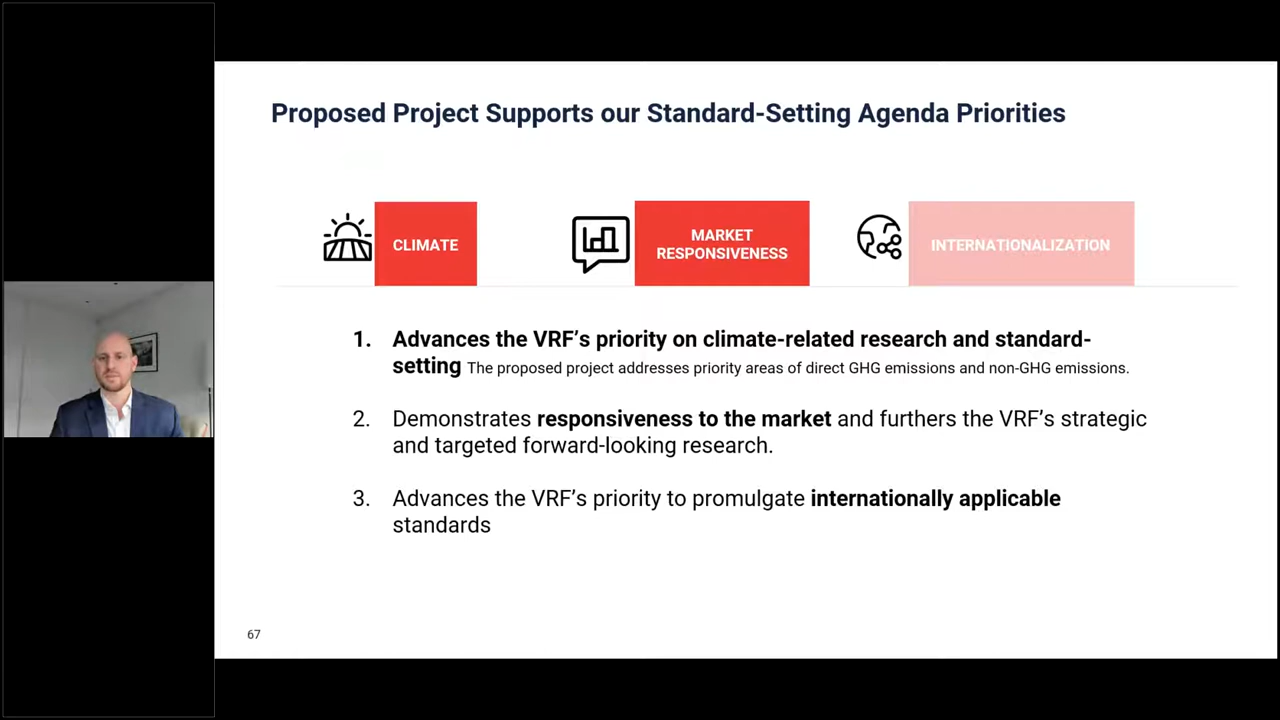 Proposed Project Supports our Standard-Setting Agenda Priorities
CLIMATE
MARKET
RESPONSIVENESS
INTERNATIONALIZATION
1. Advances the VRF’s priority on climate-related research and standard-
setting The proposed project addresses priority areas of direct GHG emissions and non-GHG emissions.
2. Demonstrates responsiveness to the market and furthers the VRF’s strategic
and targeted forward-looking research.
3. Advances the VRF’s priority to promulgate internationally applicable
standards
67